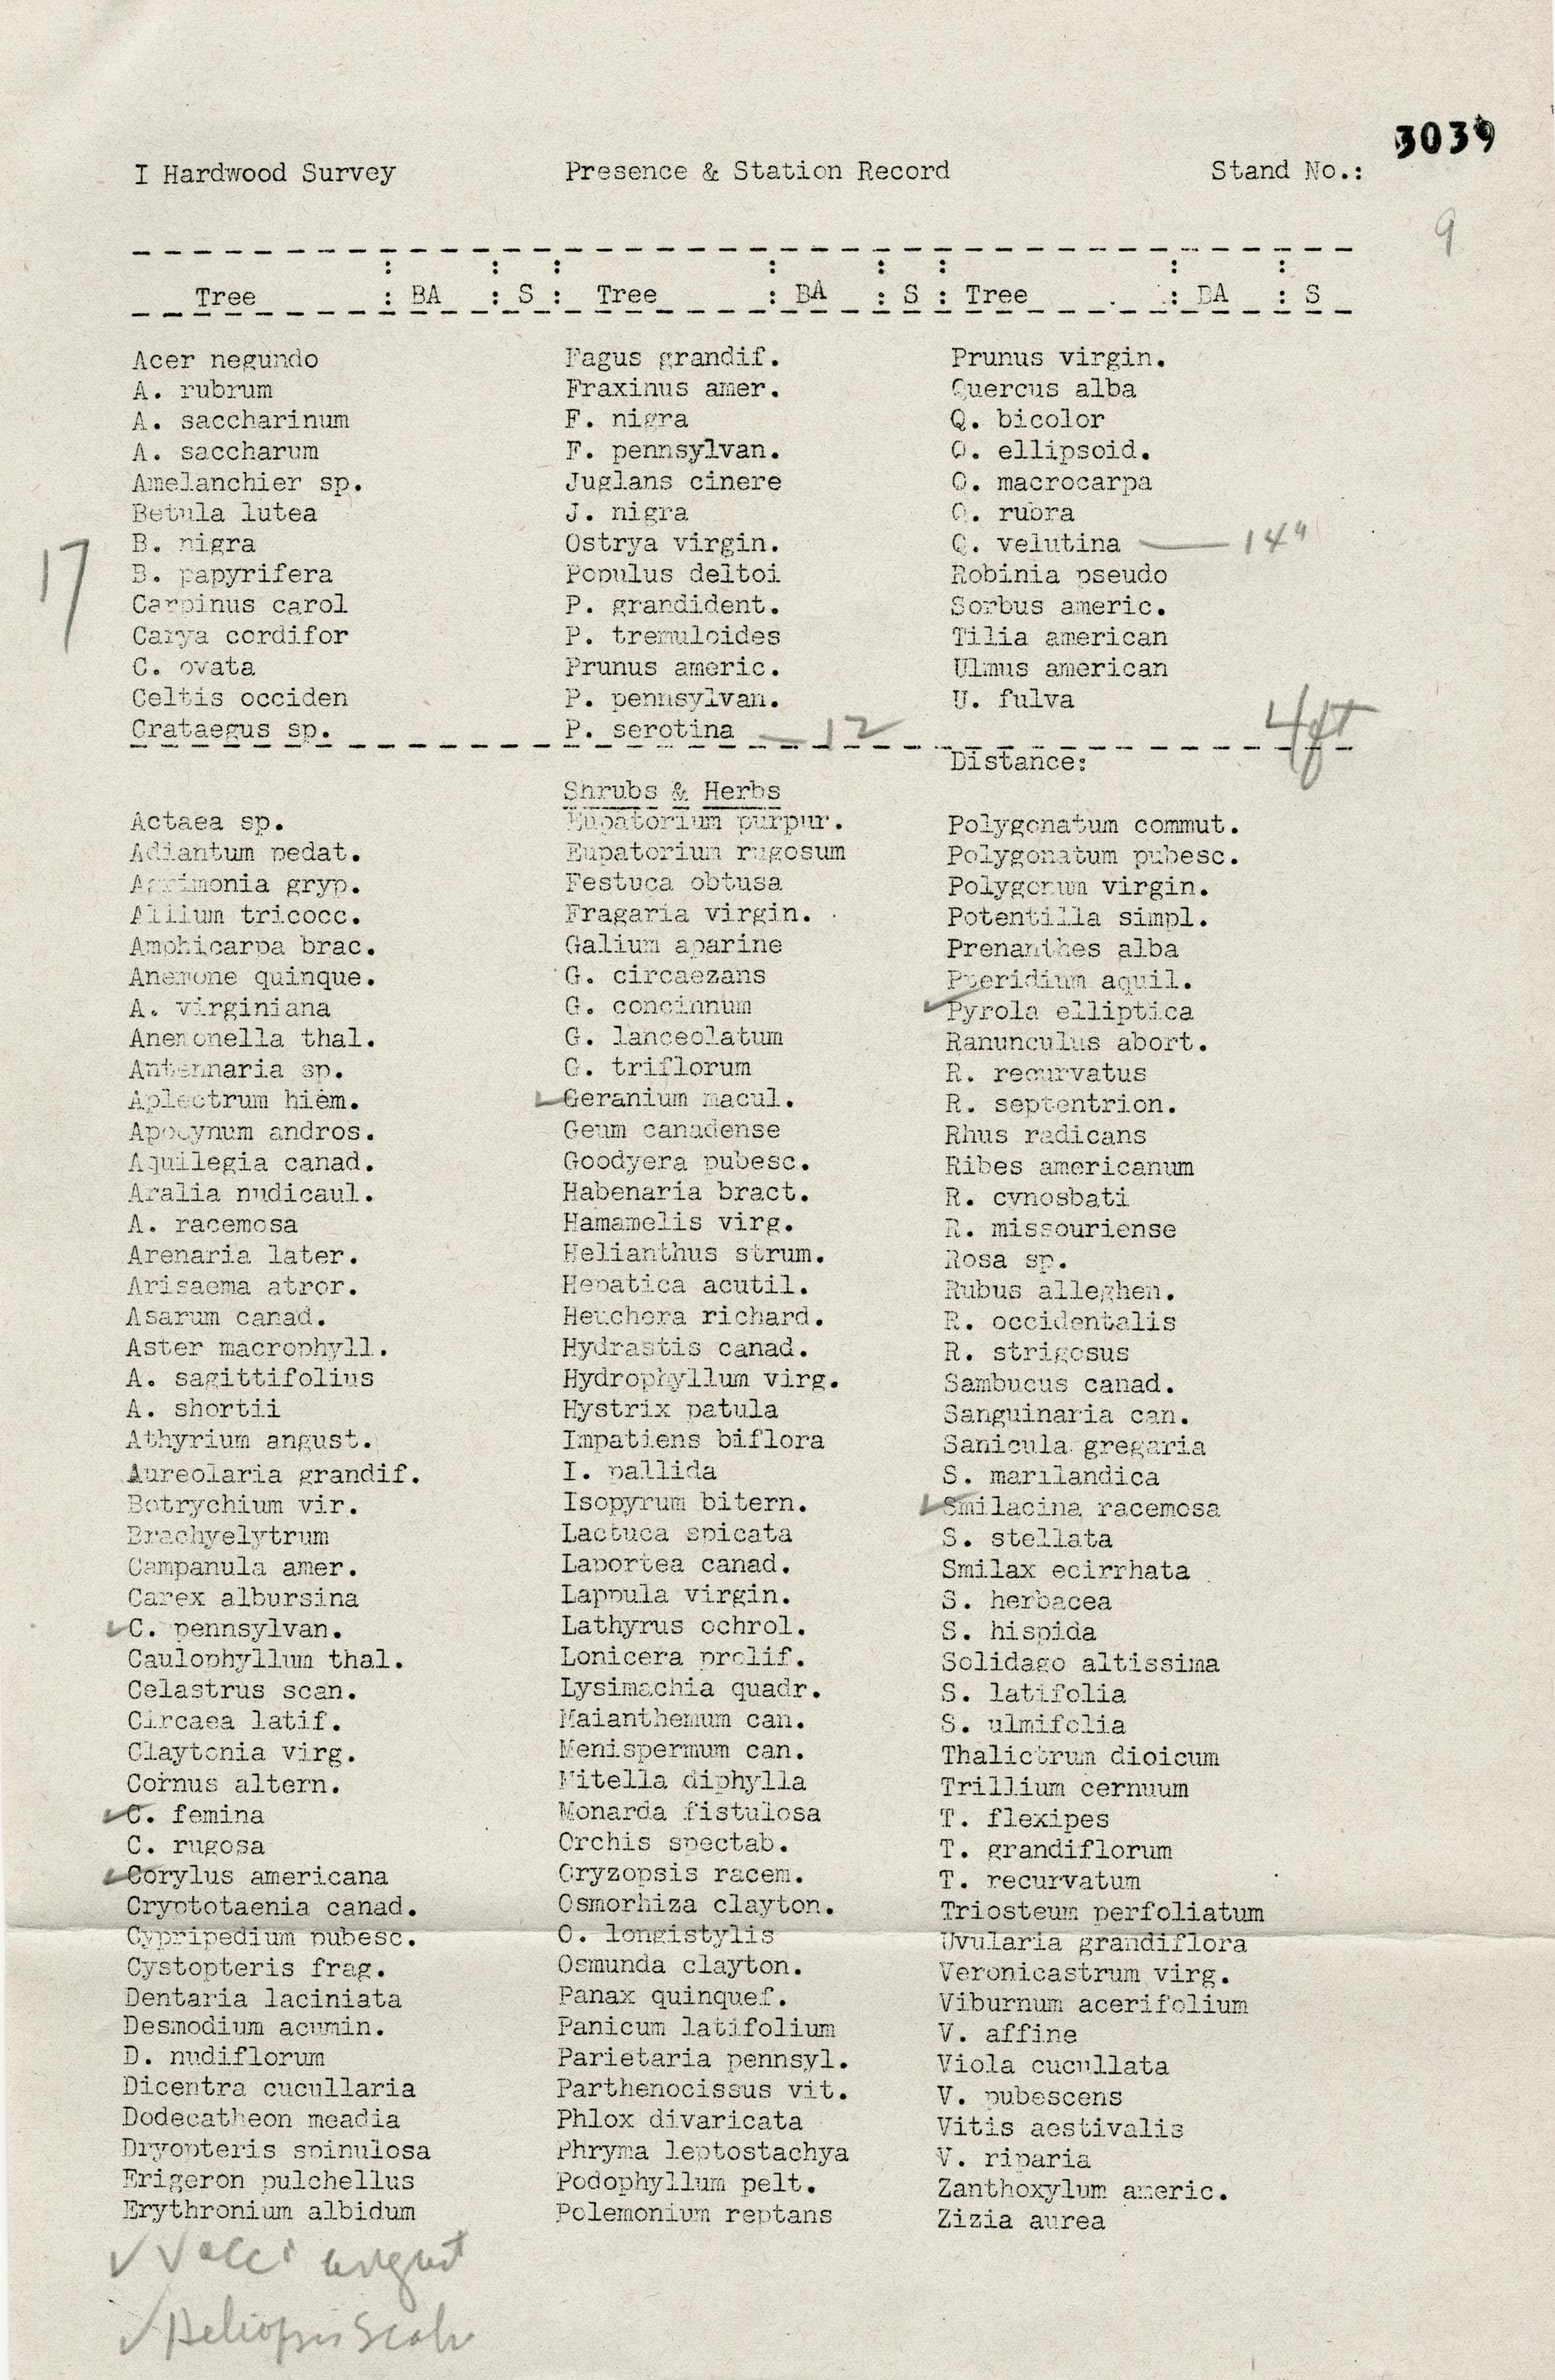 3039
I Hardwood Survey Presence & Station Record Stand No.:
9
Tree : BA : S : Tree : BA : S : Tree : BA : S
Acer negundo Fagus grandif. Prunus virgin.
A. rubrum Fraxinus amer. Quercus alba
A. saccharinum F. nigra Q. bicolor
A. saccharum F. pennsylvan. Q. ellipsoid.
Amelanchier sp. Juglans cinere Q. macrocarpa
Betula lutea J. nigra Q. rubra
17 B. nigra Ostrya virgin. Q. velutina — 14"
B. papyrifera Populus deltoi Robinia pseudo
Carpinus carol P. grandident. Sorbus americ.
Carya cordifor P. tremuloides Tilia american
C. ovata Prunus americ. Ulmus american
Celtis occiden P. pennsylvan. U. fulva
Crataegus sp. P. serotina — 12
Distance: 4ft
Shrubs & Herbs
Actaea sp. Eupatorium purpur. Polygonatum commut.
Adiantum pedat. Eupatorium rugosum Polygonatum pubesc.
Agrimonia gryp. Festuca obtusa Polygonum virgin.
Allium tricocc. Fragaria virgin. Potentilla simpl.
Amphicarpa brac. Galium aparine Prenanthes alba
Anemone quinque. G. circaezans Pteridium aquil.
A. virginiana G. concinnum ✓Pyrola elliptica
Anemonella thal. G. lanceolatum Ranunculus abort.
Antennaria sp. G. triflorum R. recurvatus
Aplectrum hiem. ✓Geranium macul. R. septentrion.
Apocynum andros. Geum canadense Rhus radicans
Aquilegia canad. Goodyera pubesc. Ribes americanum
Aralia nudicaul. Habenaria bract. R. cynosbati
A. racemosa Hamamelis virg. R. missouriense
Arenaria later. Helianthus strum. Rosa sp.
Arisaema atror. Hepatica acutil. Rubus alleghen.
Asarum canad. Heuchera richard. R. occidentalis
Aster macrophyll. Hydrastis canad. R. strigosus
A. sagittifolius Hydrophyllum virg. Sambucus canad.
A. shortii Hystrix patula Sanguinaria can.
Athyrium angust. Impatiens biflora Sanicula gregaria
Aureolaria grandif. I. pallida S. marilandica
Botrychium vir. Isopyrum bitern. ✓Smilacina racemosa
Brachyelytrum Lactuca spicata S. stellata
Campanula amer. Laportea canad. Smilax ecirrhata
Carex albursina Lappula virgin. S. herbacea
✓C. pennsylvan. Lathyrus ochrol. S. hispida
Caulophyllum thal. Lonicera prolif. Solidago altissima
Celastrus scan. Lysimachia quadr. S. latifolia
Circaea latif. Maianthemum can. S. ulmifolia
Claytonia virg. Menispermum can. Thalictrum dioicum
Cornus altern. Mitella diphylla Trillium cernuum
✓C. femina Monarda fistulosa T. flexipes
C. rugosa Orchis spectab. T. grandiflorum
✓Corylus americana Oryzopsis racem. T. recurvatum
Cryptotaenia canad. Osmorhiza clayton. Triosteum perfoliatum
Cypripedium pubesc. O. longistylis Uvularia grandiflora
Cystopteris frag. Osmunda clayton. Veronicastrum virg.
Dentaria laciniata Panax quinquef. Viburnum acerifolium
Desmodium acumin. Panicum latifolium V. affine
D. nudiflorum Parietaria pennsyl. Viola cucullata
Dicentra cucullaria Parthenocissus vit. V. pubescens
Dodecatheon meadia Phlox divaricata Vitis aestivalis
Dryopteris spinulosa Phryma leptostachya V. riparia
Erigeron pulchellus Podophyllum pelt. Zanthoxylum americ.
Erythronium albidum Polemonium reptans Zizia aurea
✓ Vacci angust
✓ Heliopsis scab